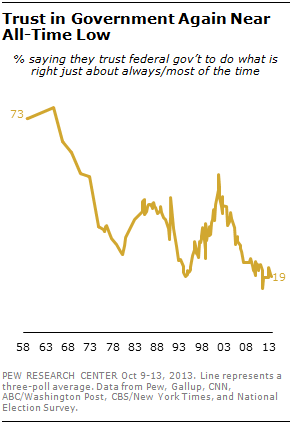 Trust in Government Again Near
All-Time Low
% saying they trust federal gov't to do what is
right just about always/most of the time
73
19
58 63 68 73 78 83 88 93 98 03 08 13
PEW RESEARCH CENTER Oct 9-13, 2013. Line represents a
three-poll average. Data from Pew, Gallup, CNN,
ABC/Washington Post, CBS/New York Times, and National
Election Survey.